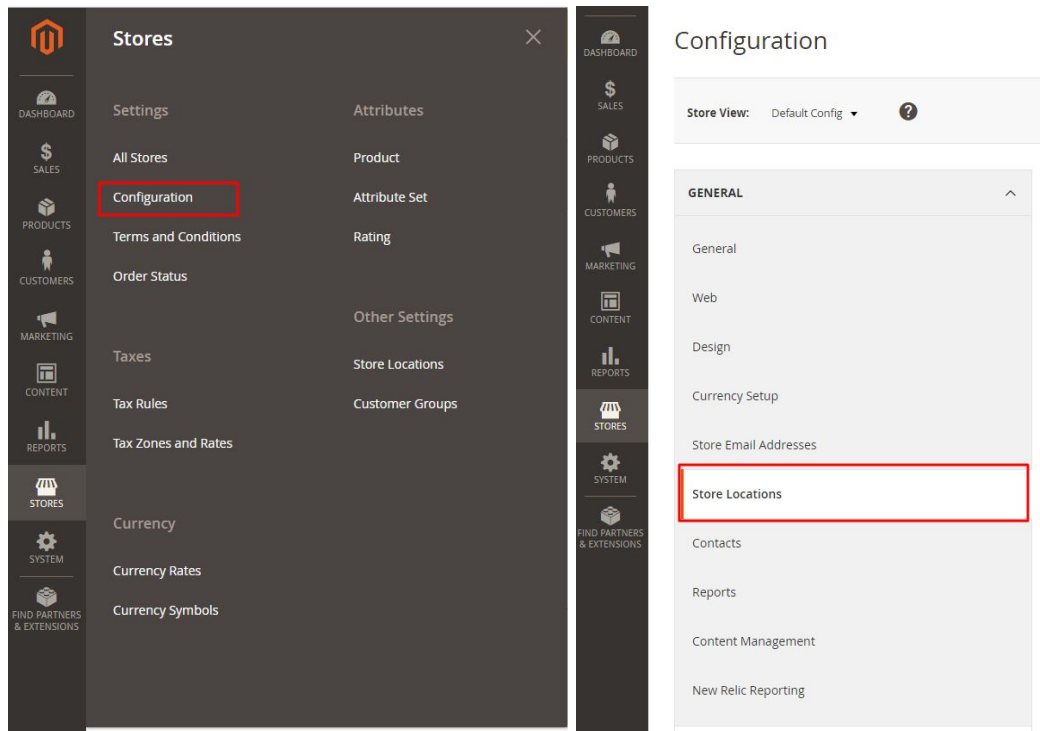 DASHBOARD
SALES
PRODUCTS
CUSTOMERS
MARKETING
CONTENT
REPORTS
STORES
SYSTEM
FIND PARTNERS
& EXTENSIONS
Stores
Settings
All Stores
Configuration
Terms and Conditions
Order Status
Taxes
Tax Rules
Tax Zones and Rates
Currency
Currency Rates
Currency Symbols
Attributes
Product
Attribute Set
Rating
Other Settings
Store Locations
Customer Groups
DASHBOARD
SALES
PRODUCTS
CUSTOMERS
MARKETING
CONTENT
REPORTS
STORES
SYSTEM
FIND PARTNERS
& EXTENSIONS
Configuration
Store View: Default Config
GENERAL
General
Web
Design
Currency Setup
Store Email Addresses
Store Locations
Contacts
Reports
Content Management
New Relic Reporting